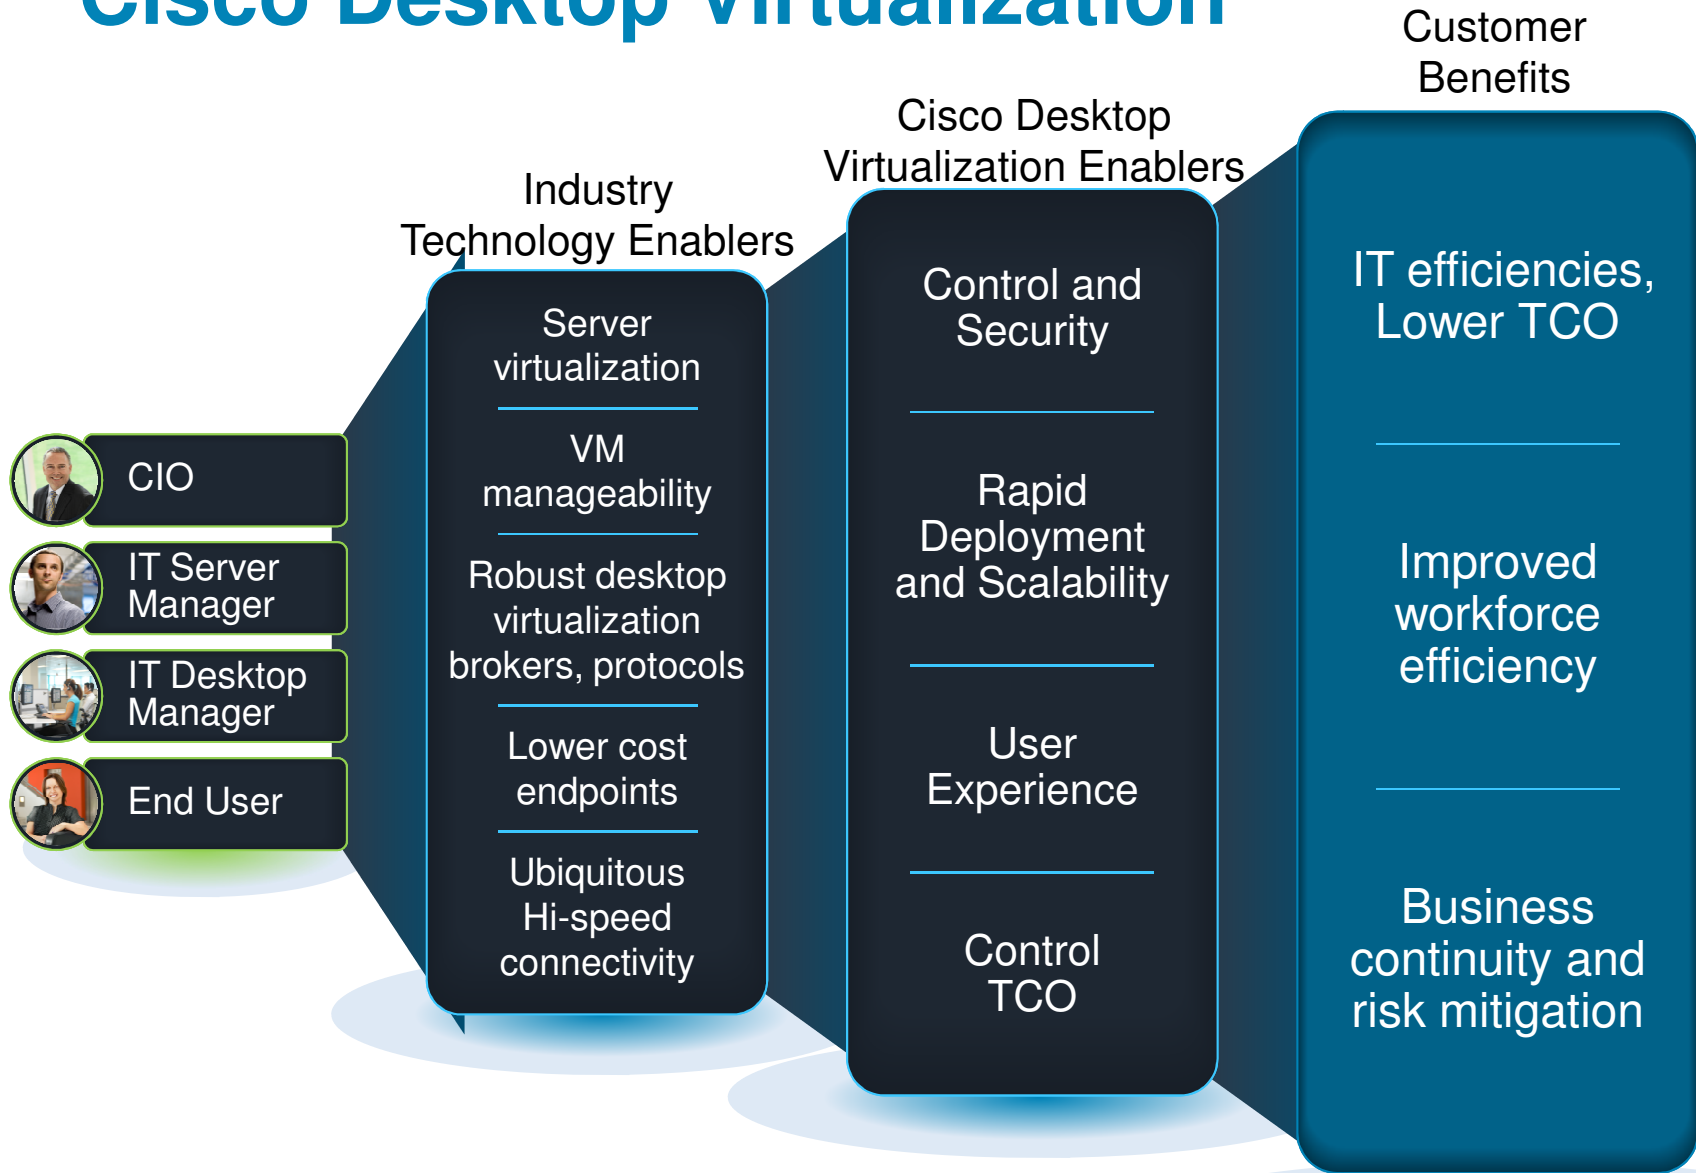 Cisco Desktop Virtualization
Customer
Benefits
Cisco Desktop
Virtualization Enablers
Industry
Technology Enablers
CIO
IT Server
Manager
IT Desktop
Manager
End User
Server
virtualization
VM
manageability
Robust desktop
virtualization
brokers, protocols
Lower cost
endpoints
Ubiquitous
Hi-speed
connectivity
Control and
Security
Rapid
Deployment
and Scalability
User
Experience
Control
TCO
IT efficiencies,
Lower TCO
Improved
workforce
efficiency
Business
continuity and
risk mitigation